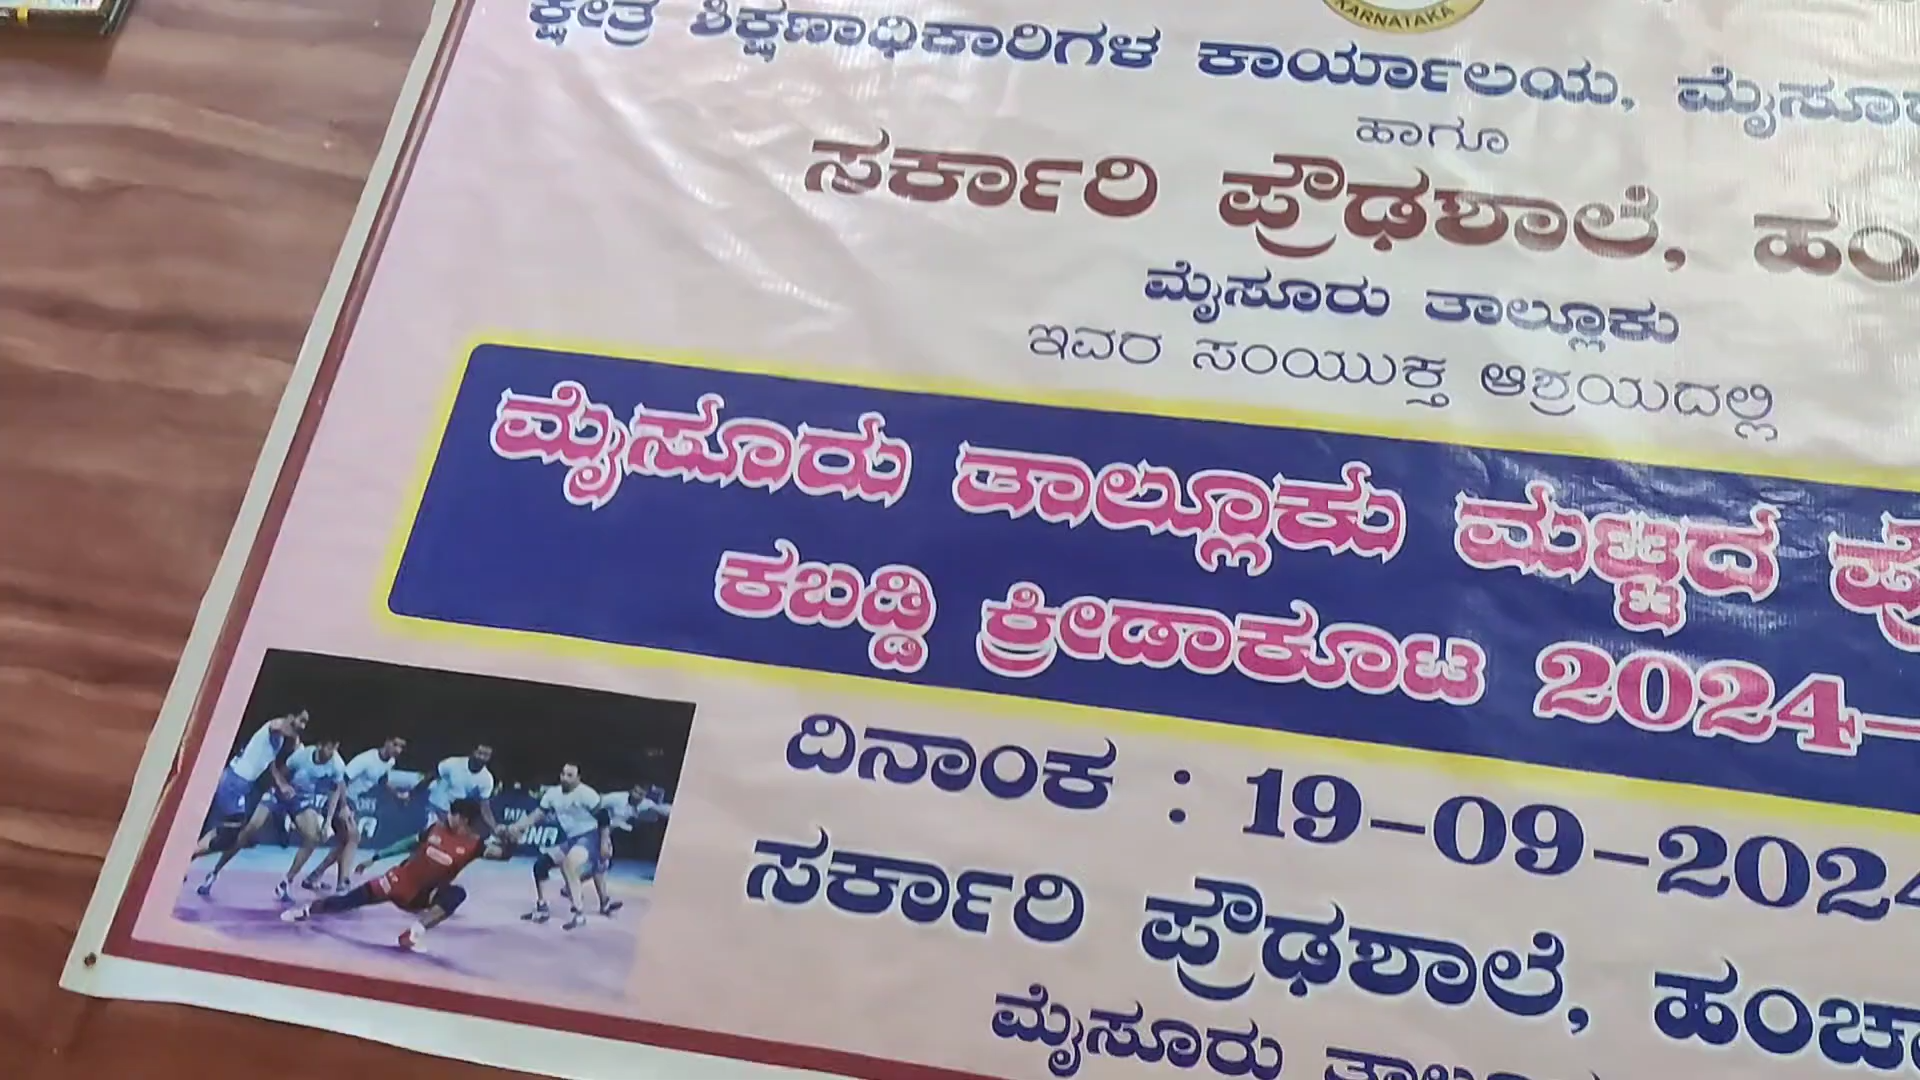 KARNATAKA
ಕ್ಷೇತ್ರ ಶಿಕ್ಷಣಾಧಿಕಾರಿಗಳ ಕಾರ್ಯಾಲಯ, ಮೈಸೂರ
ಹಾಗೂ
ಸರ್ಕಾರಿ ಪ್ರೌಢಶಾಲೆ, ಹಂ
ಮೈಸೂರು ತಾಲ್ಲೂಕು
ಇವರ ಸಂಯುಕ್ತ ಆಶ್ರಯದಲ್ಲಿ
ಮೈಸೂರು ತಾಲ್ಲೂಕು ಮಟ್ಟದ ಪ್ರ
ಕಬಡ್ಡಿ ಕ್ರೀಡಾಕೂಟ 2024-
ದಿನಾಂಕ : 19-09-2024
ಸರ್ಕಾರಿ ಪ್ರೌಢಶಾಲೆ, ಹಂಚಾ
ಮೈಸೂರು ತಾಲ್ಲೂ